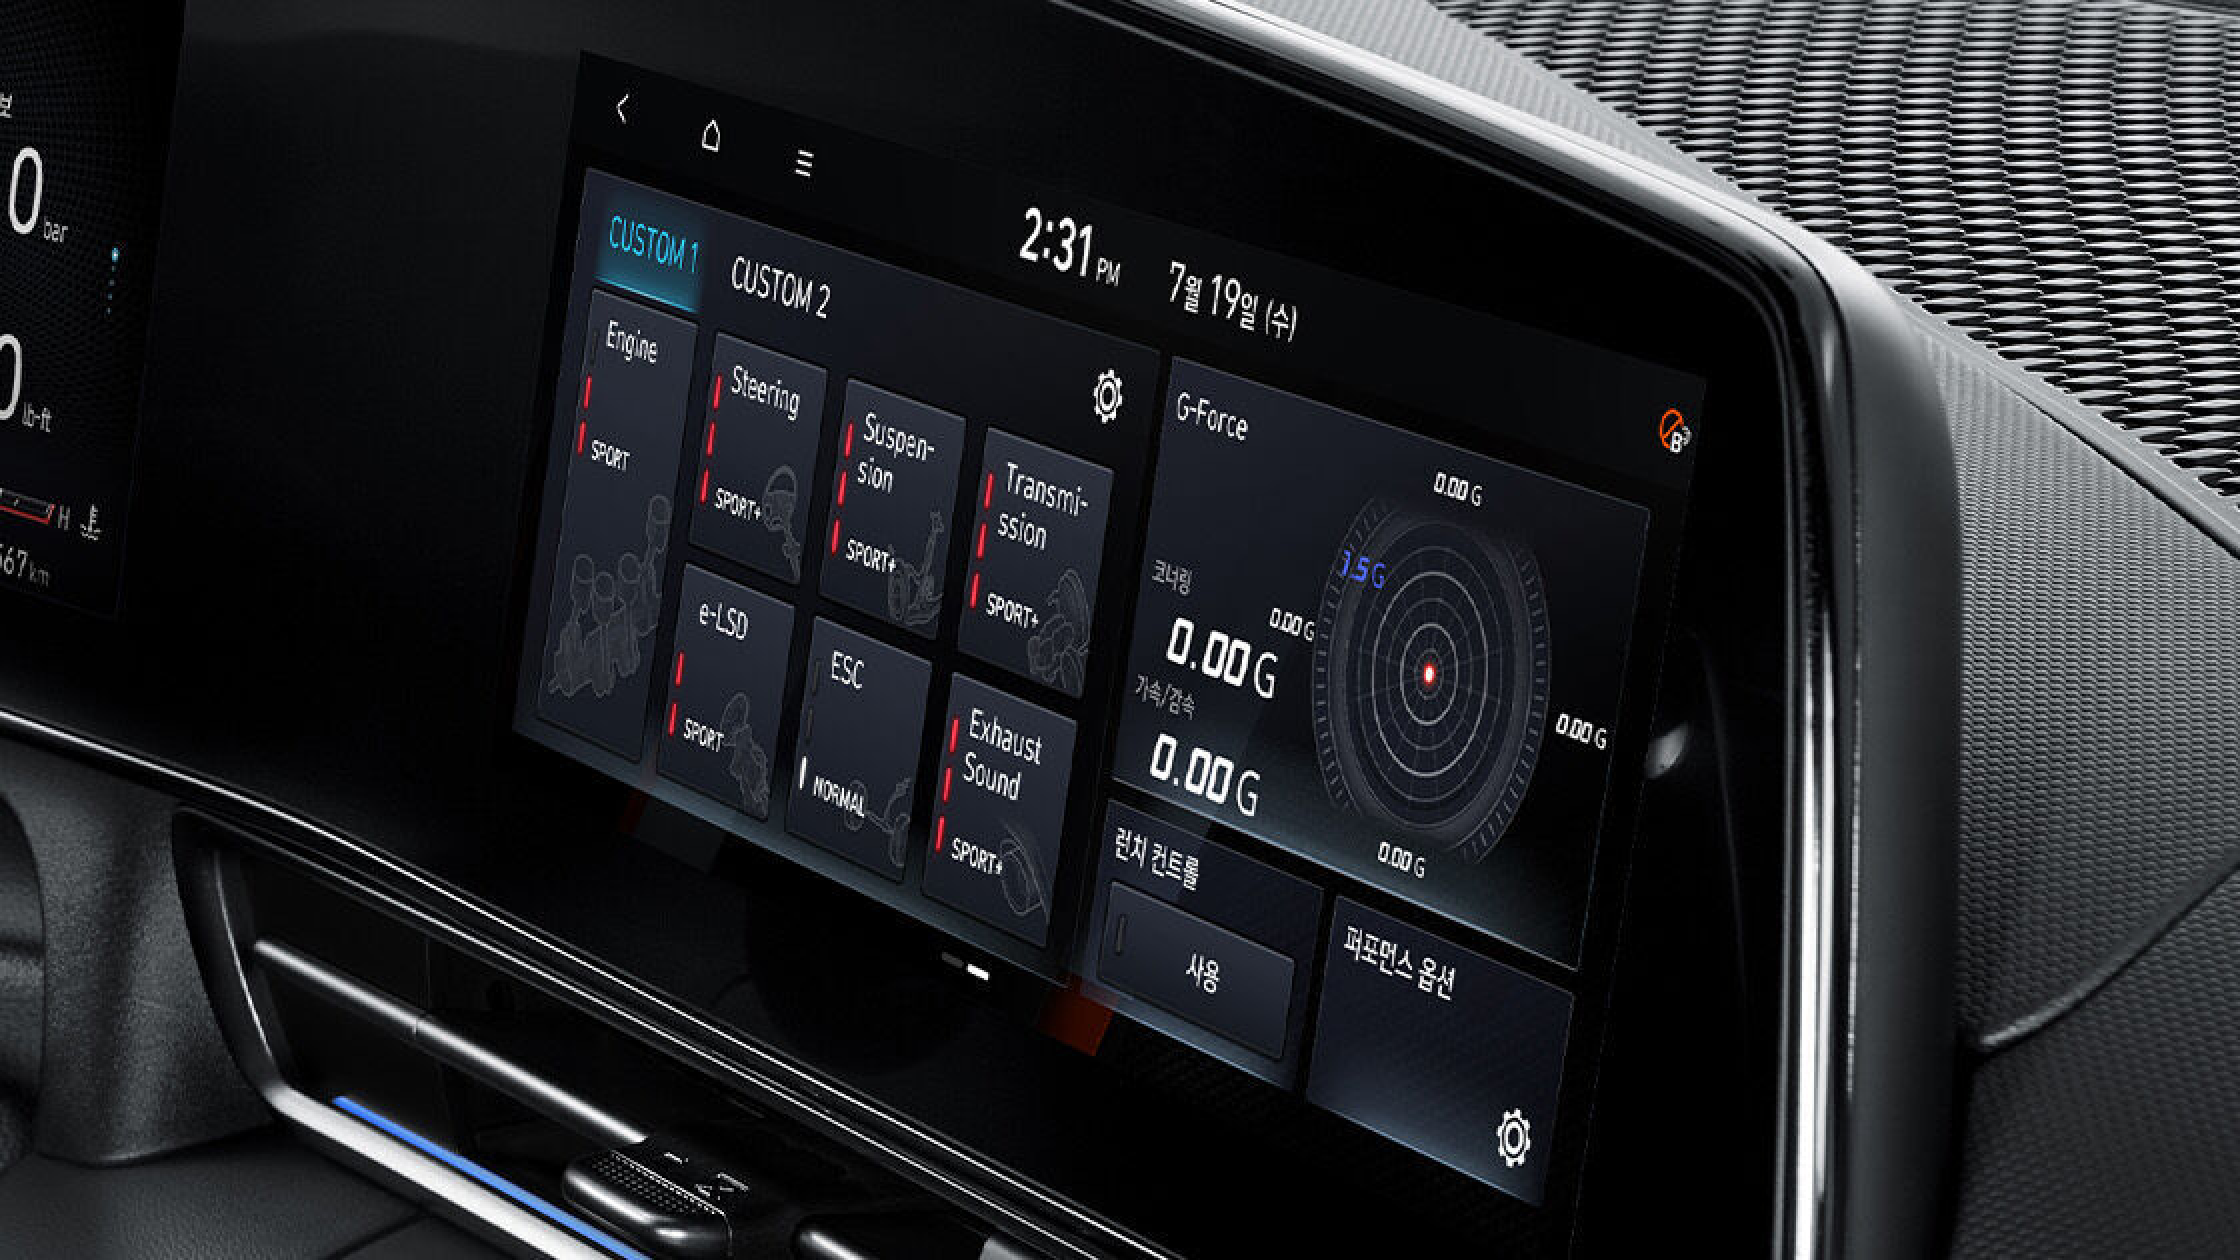 보
0 bar
lb-ft
H
567km
2:31 PM 7월 19일 (수)
CUSTOM 1
CUSTOM 2
Engine
SPORT
Steering
SPORT+
Suspen-
sion
SPORT+
Transmi-
ssion
SPORT+
e-LSD
SPORT
ESC
NORMAL
Exhaust
Sound
SPORT+
G-Force
0.00 G
1.5 G
코너링
0.00 G
0.00 G
가속/감속
0.00 G
0.00 G
0.00 G
런치 컨트롤
사용
퍼포먼스 옵션